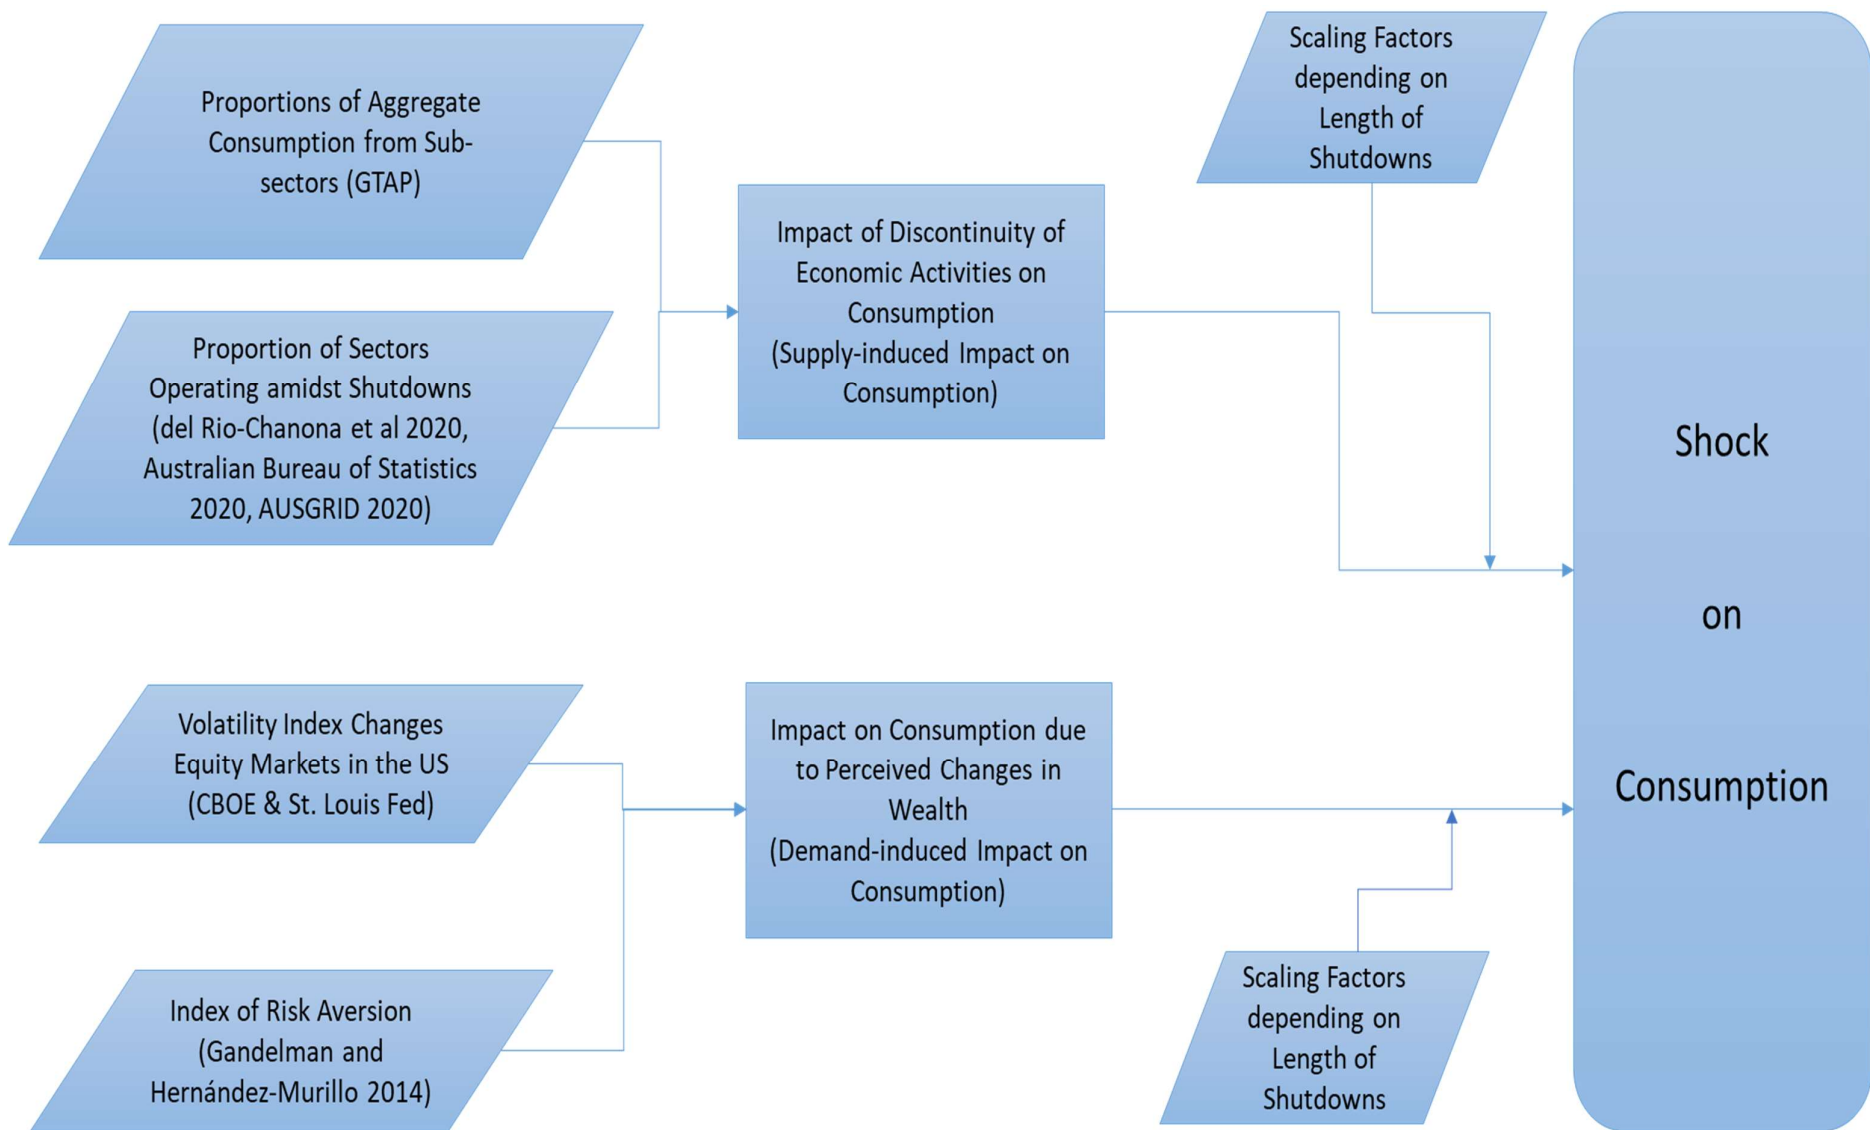 Proportions of Aggregate
Consumption from Sub-
sectors (GTAP)
Proportion of Sectors
Operating amidst Shutdowns
(del Rio-Chanona et al 2020,
Australian Bureau of Statistics
2020, AUSGRID 2020)
Impact of Discontinuity of
Economic Activities on
Consumption
(Supply-induced Impact on
Consumption)
Scaling Factors
depending on
Length of
Shutdowns
Volatility Index Changes
Equity Markets in the US
(CBOE & St. Louis Fed)
Index of Risk Aversion
(Gandelman and
Hernández-Murillo 2014)
Impact on Consumption due
to Perceived Changes in
Wealth
(Demand-induced Impact on
Consumption)
Scaling Factors
depending on
Length of
Shutdowns
Shock
on
Consumption